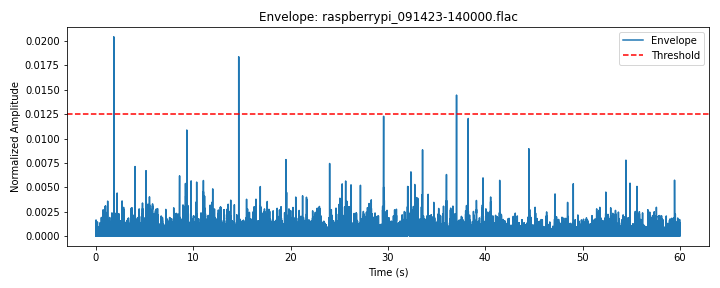 Envelope: raspberrypi_091423-140000.flac
Normalized Amplitude
0.0200
0.0175
0.0150
0.0125
0.0100
0.0075
0.0050
0.0025
0.0000
Envelope
Threshold
0 10 20 30 40 50 60
Time (s)